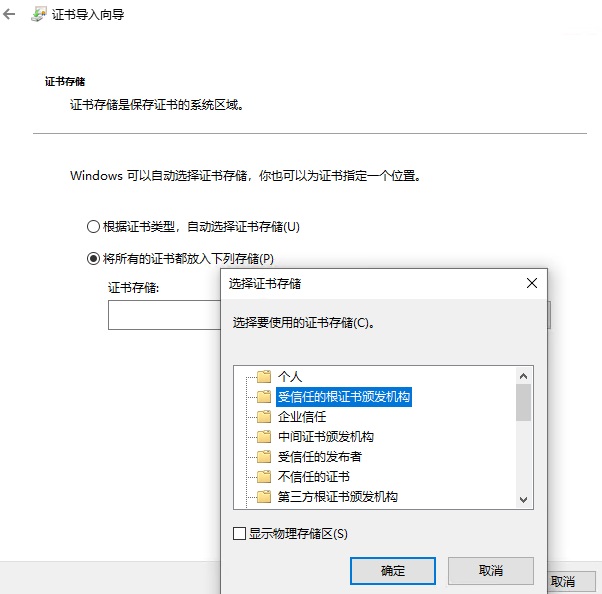 证书导入向导
证书存储
证书存储是保存证书的系统区域。
Windows 可以自动选择证书存储，你也可以为证书指定一个位置。
根据证书类型，自动选择证书存储(U)
将所有的证书都放入下列存储(P)
证书存储:
选择证书存储
选择要使用的证书存储(C)。
个人
受信任的根证书颁发机构
企业信任
中间证书颁发机构
受信任的发布者
不信任的证书
第三方根证书颁发机构
显示物理存储区(S)
确定
取消
取消